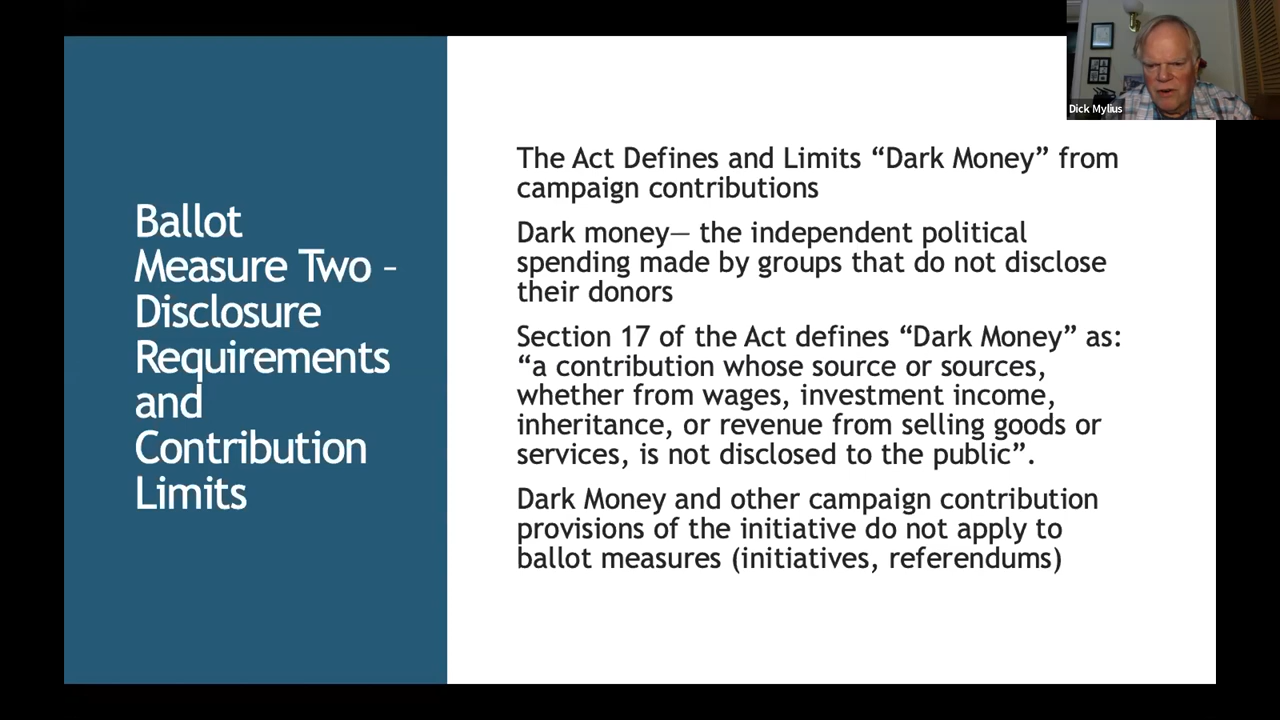 Ballot
Measure Two –
Disclosure
Requirements
and
Contribution
Limits
The Act Defines and Limits “Dark Money” from
campaign contributions
Dark money— the independent political
spending made by groups that do not disclose
their donors
Section 17 of the Act defines “Dark Money” as:
“a contribution whose source or sources,
whether from wages, investment income,
inheritance, or revenue from selling goods or
services, is not disclosed to the public”.
Dark Money and other campaign contribution
provisions of the initiative do not apply to
ballot measures (initiatives, referendums)
Dick Mylius